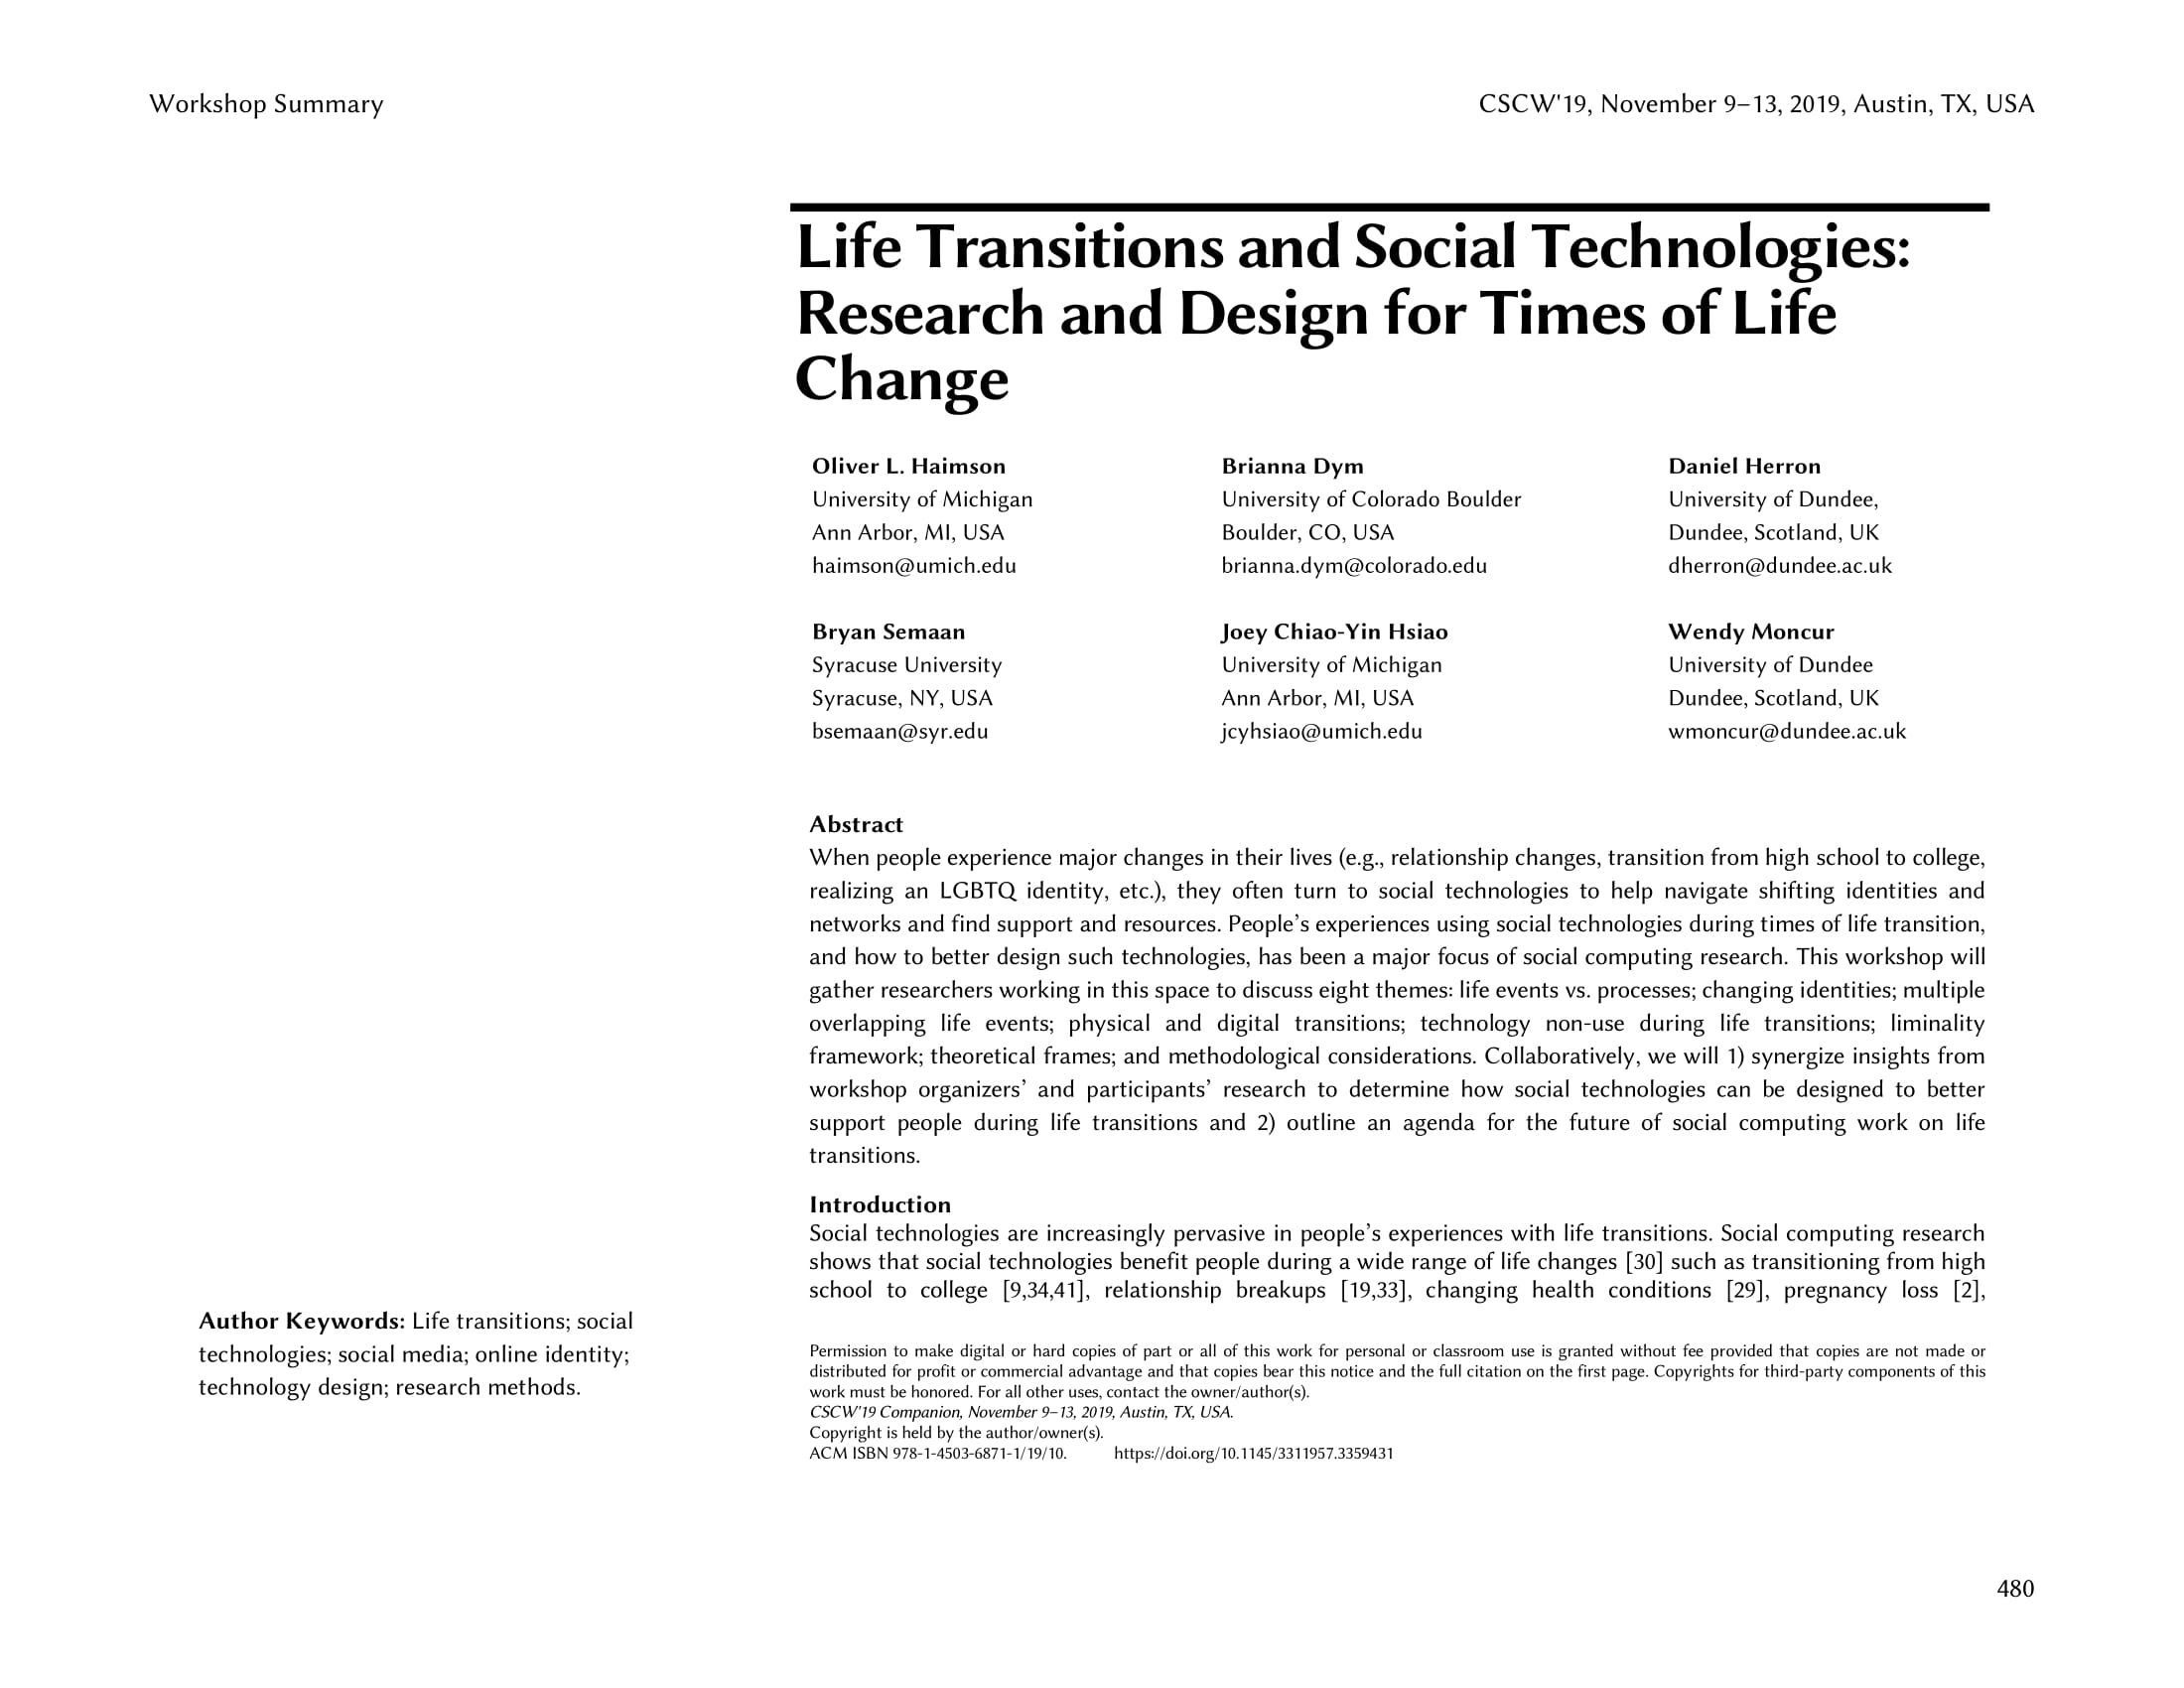 Workshop Summary
CSCW'19, November 9–13, 2019, Austin, TX, USA
Life Transitions and Social Technologies:
Research and Design for Times of Life
Change
Oliver L. Haimson
University of Michigan
Ann Arbor, MI, USA
haimson@umich.edu
Brianna Dym
University of Colorado Boulder
Boulder, CO, USA
brianna.dym@colorado.edu
Daniel Herron
University of Dundee,
Dundee, Scotland, UK
dherron@dundee.ac.uk
Bryan Semaan
Syracuse University
Syracuse, NY, USA
bsemaan@syr.edu
Joey Chiao-Yin Hsiao
University of Michigan
Ann Arbor, MI, USA
jcyhsiao@umich.edu
Wendy Moncur
University of Dundee
Dundee, Scotland, UK
wmoncur@dundee.ac.uk
Abstract
When people experience major changes in their lives (e.g., relationship changes, transition from high school to college,
realizing an LGBTQ identity, etc.), they often turn to social technologies to help navigate shifting identities and
networks and find support and resources. People’s experiences using social technologies during times of life transition,
and how to better design such technologies, has been a major focus of social computing research. This workshop will
gather researchers working in this space to discuss eight themes: life events vs. processes; changing identities; multiple
overlapping life events; physical and digital transitions; technology non-use during life transitions; liminality
framework; theoretical frames; and methodological considerations. Collaboratively, we will 1) synergize insights from
workshop organizers’ and participants’ research to determine how social technologies can be designed to better
support people during life transitions and 2) outline an agenda for the future of social computing work on life
transitions.
Introduction
Social technologies are increasingly pervasive in people’s experiences with life transitions. Social computing research
shows that social technologies benefit people during a wide range of life changes [30] such as transitioning from high
school to college [9,34,41], relationship breakups [19,33], changing health conditions [29], pregnancy loss [2],
Author Keywords: Life transitions; social
technologies; social media; online identity;
technology design; research methods.
Permission to make digital or hard copies of part or all of this work for personal or classroom use is granted without fee provided that copies are not made or
distributed for profit or commercial advantage and that copies bear this notice and the full citation on the first page. Copyrights for third-party components of this
work must be honored. For all other uses, contact the owner/author(s).
CSCW'19 Companion, November 9–13, 2019, Austin, TX, USA.
Copyright is held by the author/owner(s).
ACM ISBN 978-1-4503-6871-1/19/10. https://doi.org/10.1145/3311957.3359431
480